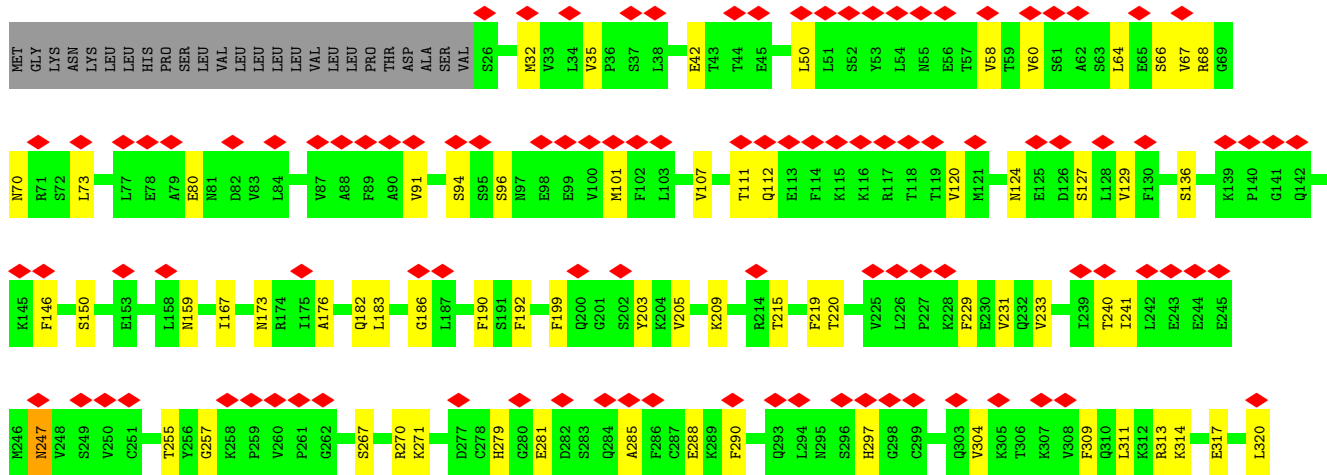 MET GLY LYS ASN LYS LEU LEU HIS PRO SER LEU VAL LEU LEU LEU LEU VAL LEU LEU PRO THR ASP ALA SER VAL S26 M32 V33 L34 V35 P36 S37 L38 E42 T43 T44 E45 L50 L51 S52 Y53 L54 N55 E56 T57 V58 T59 V60 S61 A62 S63 L64 E65 S66 V67 R68 G69
N70 R71 S72 L73 L77 E78 A79 E80 N81 D82 V83 L84 V87 A88 F89 A90 V91 S94 S95 S96 N97 E98 E99 V100 M101 F102 L103 V107 T111 Q112 E113 F114 K115 K116 R117 T118 T119 V120 M121 N124 E125 D126 S127 L128 V129 F130 S136 K139 P140 G141 Q142
K145 F146 S150 E153 L158 N159 I167 N173 R174 I175 A176 Q182 L183 G186 L187 F190 S191 F192 F199 Q200 G201 S202 Y203 K204 V205 K209 R214 T215 F219 T220 V225 L226 P227 K228 F229 E230 V231 Q232 V233 I239 T240 I241 L242 E243 E244 E245
M246 N247 V248 S249 V250 C251 T255 Y256 G257 K258 P259 V260 P261 G262 S267 R270 K271 D277 C278 H279 G280 E281 D282 S283 Q284 A285 F286 C287 E288 K289 F290 Q293 L294 N295 S296 H297 G298 C299 Q303 V304 K305 T306 K307 V308 F309 Q310 L311 K312 R313 K314 E317 L320